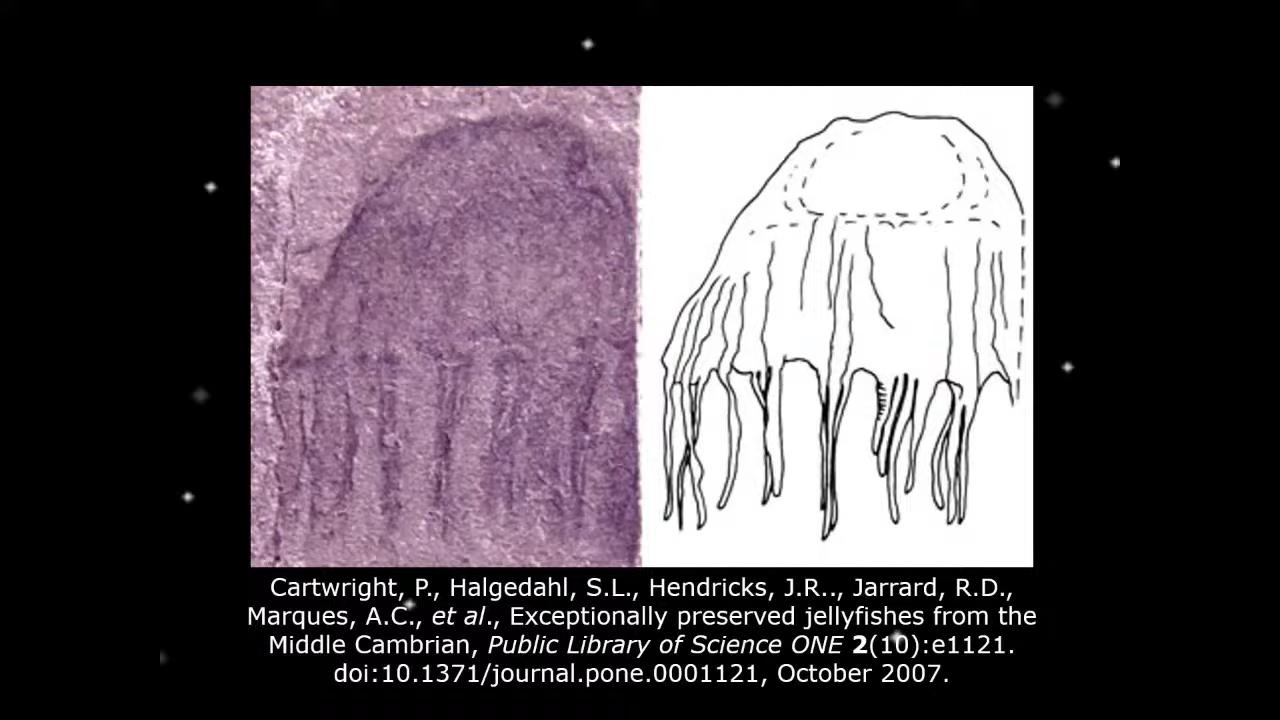 Cartwright, P., Halgedahl, S.L., Hendricks, J.R.., Jarrard, R.D.,
Marques, A.C., et al., Exceptionally preserved jellyfishes from the
Middle Cambrian, Public Library of Science ONE 2(10):e1121.
doi:10.1371/journal.pone.0001121, October 2007.